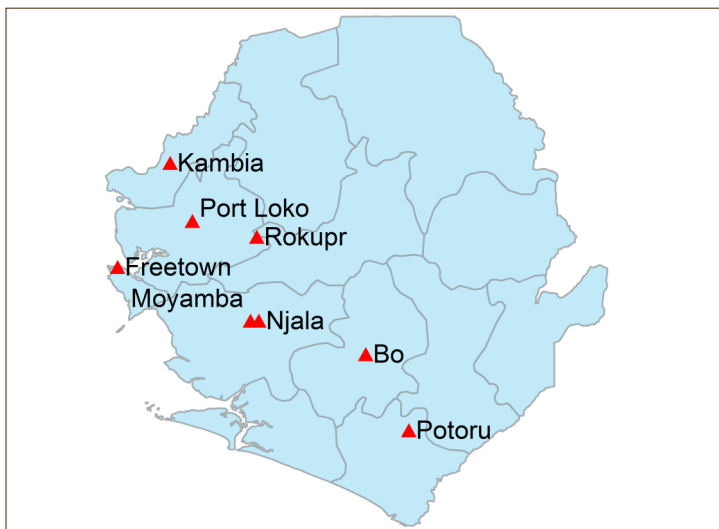 Kambia
Port Loko
Rokupr
Freetown
Moyamba
Njala
Bo
Potoru